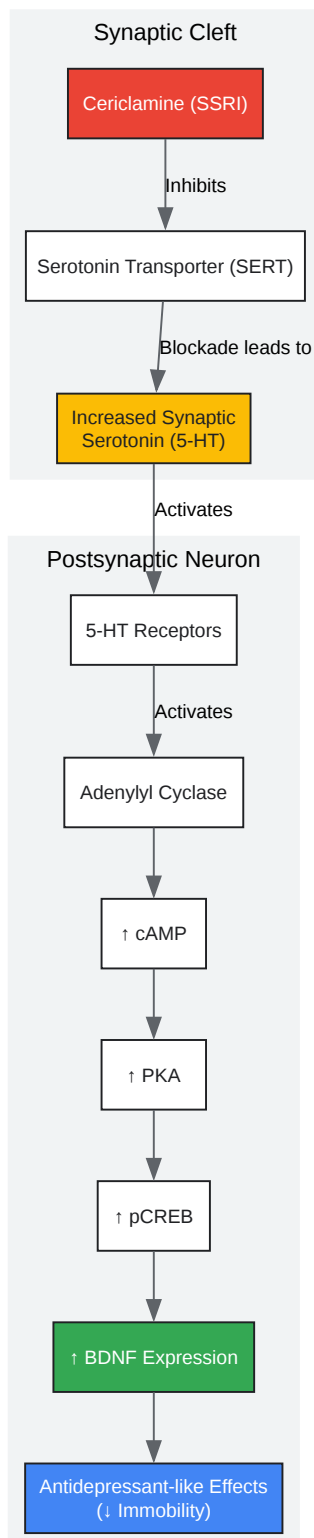 Synaptic Cleft
Cericlamine (SSRI)
Inhibits
Serotonin Transporter (SERT)
Blockade leads to
Increased Synaptic
Serotonin (5-HT)
Activates
Postsynaptic Neuron
5-HT Receptors
Activates
Adenylyl Cyclase
↑ cAMP
↑ PKA
↑ pCREB
↑ BDNF Expression
Antidepressant-like Effects
(↓ Immobility)